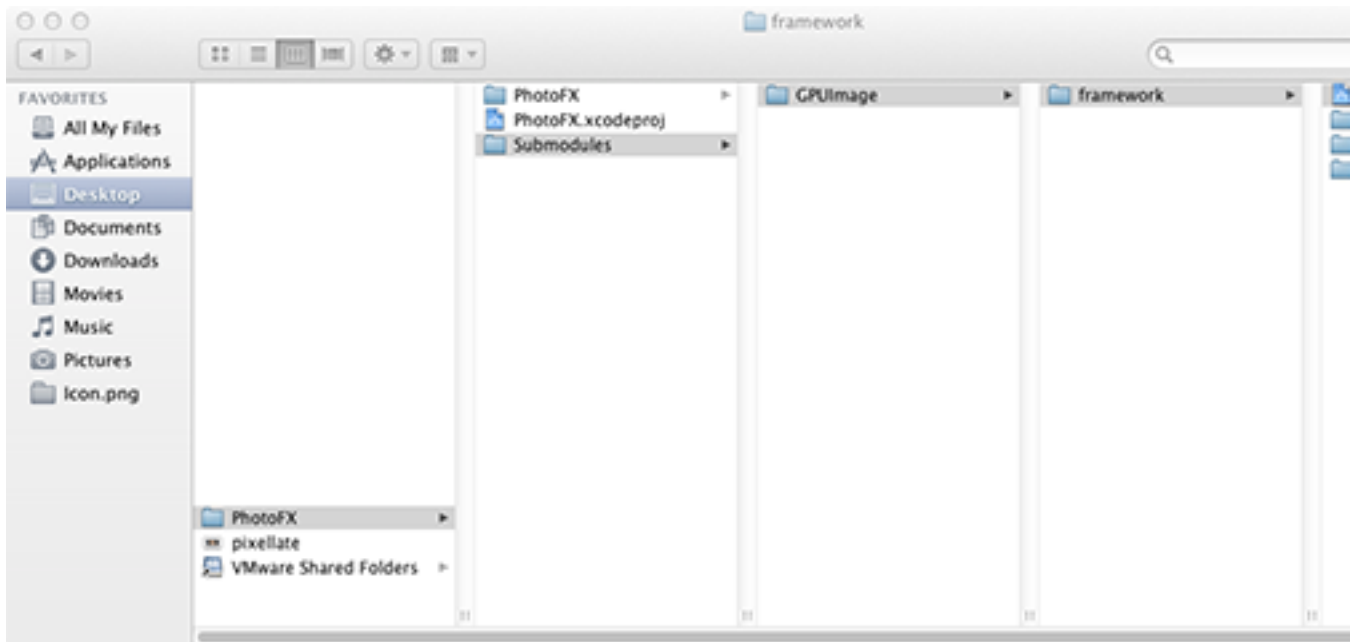 framework
FAVORITES
All My Files
Applications
Desktop
Documents
Downloads
Movies
Music
Pictures
Icon.png
PhotoFX
pixellate
VMware Shared Folders
PhotoFX
PhotoFX.xcodeproj
Submodules
GPUImage
framework